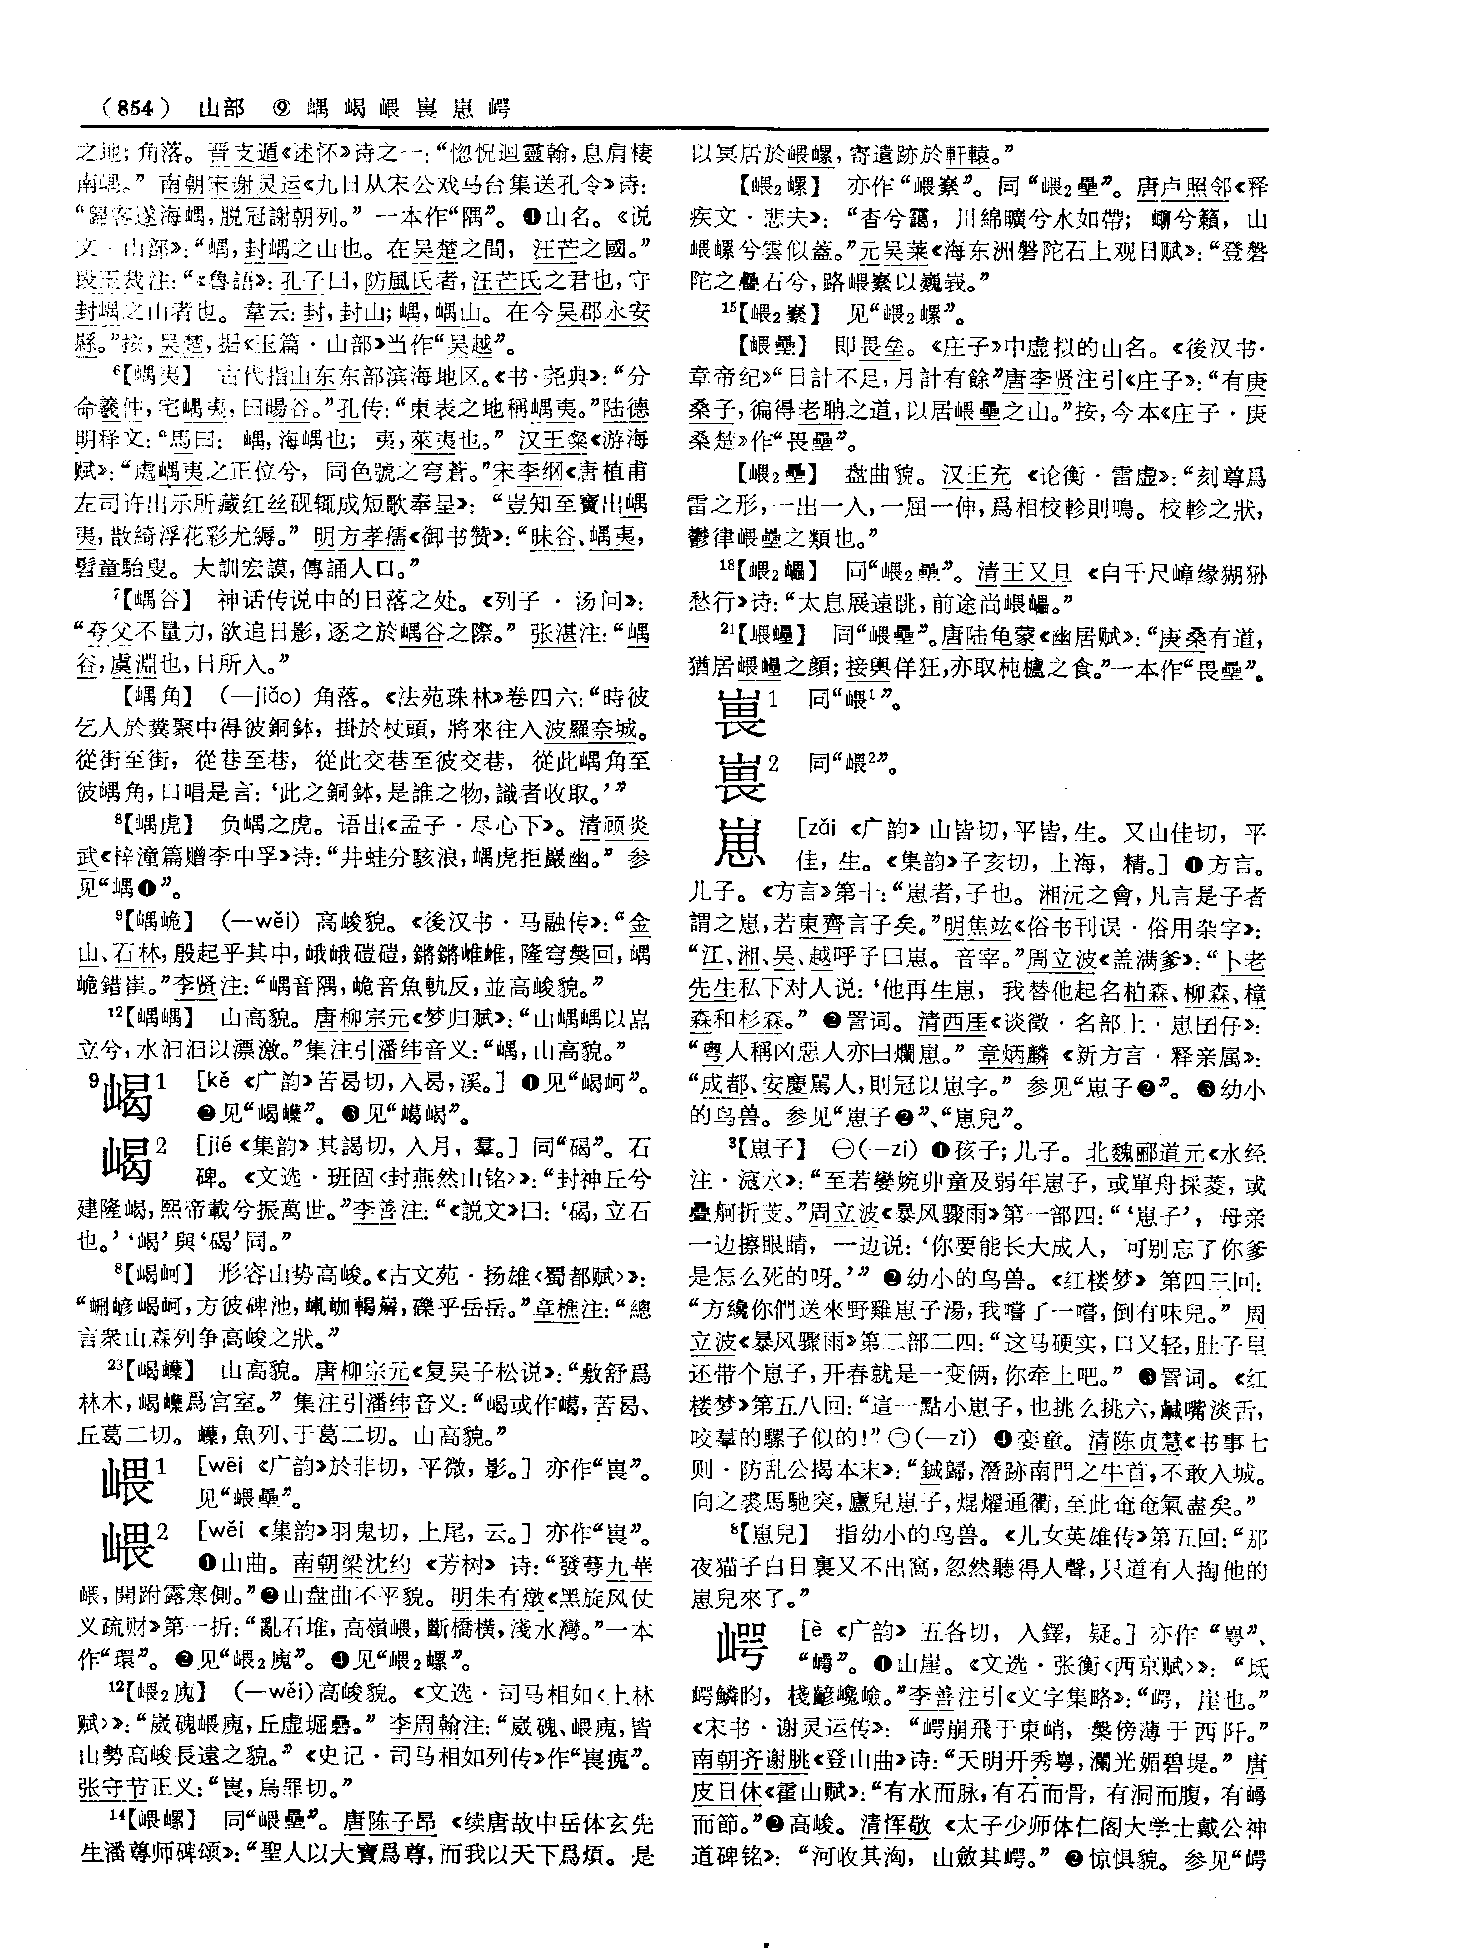 （854） 山部 ⑨ 嵎 嵑 崴 嵔 崽 崿
之地；角落。晋支遁《述怀》诗之一：“惚怳迴靈翰，息肩棲
南嵎。” 南朝宋谢灵运《九日从宋公戏马台集送孔令》诗：
“歸客遂海嵎，脱冠謝朝列。” 一本作“隅”。❶山名。《说
文·山部》：“嵎，封嵎之山也。在吴楚之間，汪芒之國。”
段玉裁注：“《魯語》：孔子曰，防風氏者，汪芒氏之君也，守
封嵎之山者也。韋云：封，封山；嵎，嵎山。在今吴郡永安
縣。”按，吴楚，据《玉篇·山部》当作“吴越”。
⁶【嵎夷】 古代指山东东部滨海地区。《书·尧典》：“分
命羲仲，宅嵎夷，曰暘谷。”孔传：“東表之地稱嵎夷。”陆德
明释文：“馬曰：嵎，海嵎也；夷，萊夷也。” 汉王粲《游海
赋》：“處嵎夷之正位兮，同色號之穹蒼。”宋李纲《唐植甫
左司许出示所藏红丝砚辄成短歌奉呈》：“豈知至寶出嵎
夷，散綺浮花彩尤縟。” 明方孝孺《御书赞》：“昧谷、嵎夷，
髫童駘叟。大訓宏謨，傳誦人口。”
⁷【嵎谷】 神话传说中的日落之处。《列子·汤问》：
“夸父不量力，欲追日影，逐之於嵎谷之際。” 张湛注：“嵎
谷，虞淵也，日所入。”
【嵎角】 （—jiǎo）角落。《法苑珠林》卷四六：“時彼
乞人於糞聚中得彼銅鉢，掛於杖頭，將來往入波羅奈城。
從街至街，從巷至巷，從此交巷至彼交巷，從此嵎角至
彼嵎角，口唱是言：‘此之銅鉢，是誰之物，識者收取。’”
⁸【嵎虎】 负嵎之虎。语出《孟子·尽心下》。清顾炎
武《梓潼篇赠李中孚》诗：“井蛙分駭浪，嵎虎拒巖幽。” 参
见“嵎❶”。
⁹【嵎峗】 （—wěi）高峻貌。《後汉书·马融传》：“金
山、石林，殷起乎其中，峨峨磑磑，鏘鏘嶉嶉，隆穹槃回，嵎
峗錯崔。”李贤注：“嵎音隅，峗音魚軌反，並高峻貌。”
¹²【嵎嵎】 山高貌。唐柳宗元《梦归赋》：“山嵎嵎以嵓
立兮，水汩汩以漂激。”集注引潘纬音义：“嵎，山高貌。”
⁹嵑¹ [kě 《广韵》苦曷切，入曷，溪。] ❶见“嵑岢”。
❷见“嵑巕”。❸见“嶱嵑”。
嵑² [jié《集韵》其謁切，入月，羣。] 同“碣”。石
碑。《文选·班固〈封燕然山铭〉》：“封神丘兮
建隆嵑，熙帝載兮振萬世。”李善注：“《説文》曰：‘碣，立石
也。’‘嵑’與‘碣’同。”
⁸【嵑岢】 形容山势高峻。《古文苑·扬雄〈蜀都赋〉》：
言衆山森列争高峻之狀。”
²³【嵑巕】 山高貌。唐柳宗元《复吴子松说》：“敷舒爲
林木，嵑巕爲宫室。” 集注引潘纬音义：“嵑或作嶱，苦曷、
丘葛二切。巕，魚列、于葛二切。山高貌。”
嵔¹ [wēi 《广韵》於非切，平微，影。] 亦作“嵔”。
见“嵔壘”。
嵔² [wěi 《集韵》羽鬼切，上尾，云。] 亦作“嵔”。
❶山曲。南朝梁沈约《芳树》诗：“發萼九華
嵔，開跗露寒側。”❷山盘曲不平貌。明朱有燉《黑旋风仗
义疏财》第一折：“亂石堆，高嶺嵔，斷橋横，淺水灣。”一本
作“環”。❸见“嵔₂廆”。❹见“嵔₂嵺”。
¹²【嵔₂廆】 （—wěi）高峻貌。《文选·司马相如〈上林
赋〉》：“崴磈嵔廆，丘虚堀礨。” 李周翰注：“崴磈、嵔廆，皆
山勢高峻長遠之貌。” 《史记·司马相如列传》作“嵔瘣”。
张守节正义：“嵔，烏罪切。”
¹⁴【嵔嵺】 同“嵔壘”。唐陈子昂《续唐故中岳体玄先
生潘尊师碑颂》：“聖人以大寶爲尊，而我以天下爲煩。是
以冥居於嵔嵺，寄遺跡於軒轅。”
【嵔₂嵺】 亦作“嵔嶵”。同“嵔₂壘”。唐卢照邻《释
疾文·悲夫》：“杳兮靄，川綿曠兮水如帶；
嵔嵺兮雲似蓋。”元吴莱《海东洲磐陀石上观日赋》：“登磐
陀之疊石兮，路嵔嶵以巍峩。”
¹⁵【嵔₂嶵】 见“嵔₂嵺”。
【嵔壘】 即畏垒。《庄子》中虚拟的山名。《後汉书·
章帝纪》“日計不足，月計有餘”唐李贤注引《庄子》：“有庚
桑子，徧得老聃之道，以居嵔壘之山。”按，今本《庄子·庚
桑楚》作“畏壘”。
【嵔₂壘】 盘曲貌。汉王充《论衡·雷虚》：“刻尊爲
雷之形，一出一入，一屈一伸，爲相校軫則鳴。校軫之狀，
鬱律嵔壘之類也。”
¹⁸【嵔₂㠥】 同“嵔₂壘”。清王又旦《自千尺嶂缘猢狲
愁行》诗：“太息展遠眺，前途尚嵔㠥。”
²¹【嵔㠥】 同“嵔壘”。唐陆龟蒙《幽居赋》：“庚桑有道，
猶居嵔㠥之顔；接輿佯狂，亦取杶櫨之食。”一本作“畏壘”。
嵔¹ 同“嵔¹”。
嵔² 同“嵔²”。
崽 [zǎi 《广韵》山皆切，平皆，生。又山佳切，平
佳，生。《集韵》子亥切，上海，精。] ❶方言。
儿子。《方言》第十：“崽者，子也。湘沅之會，凡言是子者
謂之崽，若東齊言子矣。”明焦竑《俗书刊误·俗用杂字》：
“江、湘、吴、越呼子曰崽。音宰。”周立波《盖满爹》：“卜老
先生私下对人说：‘他再生崽，我替他起名柏森、柳森、樟
森和杉森。” ❷詈词。清西厓《谈徵·名部上·崽囝仔》：
“粤人稱凶惡人亦曰爛崽。” 章炳麟《新方言·释亲属》：
“成都、安慶駡人，則冠以崽字。” 参见“崽子❷”。❸幼小
的鸟兽。参见“崽子❷”、“崽兒”。
³【崽子】 ㊀（—zi）❶孩子；儿子。北魏郦道元《水经
注·滱水》：“至若孌婉丱童及弱年崽子，或單舟採菱，或
疊舸折芰。”周立波《暴风骤雨》第一部四：“‘崽子’，母亲
一边擦眼睛，一边说：‘你要能长大成人，可别忘了你爹
是怎么死的呀。’” ❷幼小的鸟兽。《红楼梦》第四三回：
“方纔你們送來野雞崽子湯，我嚐了一嚐，倒有味兒。” 周
立波《暴风骤雨》第二部二四：“这马硬实，口又轻，肚子里
还带个崽子，开春就是一变俩，你牵上吧。” ❸詈词。《红
楼梦》第五八回：“這一點小崽子，也挑么挑六，鹹嘴淡舌，
咬羣的騾子似的！”㊁（—zǐ）❹娈童。清陈贞慧《书事七
则·防乱公揭本末》：“鋮歸，潛跡南門之牛首，不敢入城。
向之裘馬馳突，廬兒崽子，焜燿通衢，至此奄奄氣盡矣。”
⁸【崽兒】 指幼小的鸟兽。《儿女英雄传》第五回：“那
夜猫子白日裏又不出窩，忽然聽得人聲，只道有人掏他的
崽兒來了。”
崿 [è 《广韵》五各切，入鐸，疑。] 亦作“㟧”、
“㟧”。❶山崖。《文选·张衡〈西京赋〉》：“坻
崿鱗眴，棧齴巉嶮。”李善注引《文字集略》：“崿，崖也。”
《宋书·谢灵运传》：“崿崩飛于東峭，槃傍薄于西阡。”
南朝齐谢朓《登山曲》诗：“天明开秀崿，瀾光媚碧堤。” 唐
皮日休《霍山赋》：“有水而脉，有石而骨，有洞而腹，有崿
而節。”❷高峻。清恽敬《太子少师体仁阁大学士戴公神
道碑铭》：“河收其洶，山斂其崿。” ❷惊惧貌。参见“崿